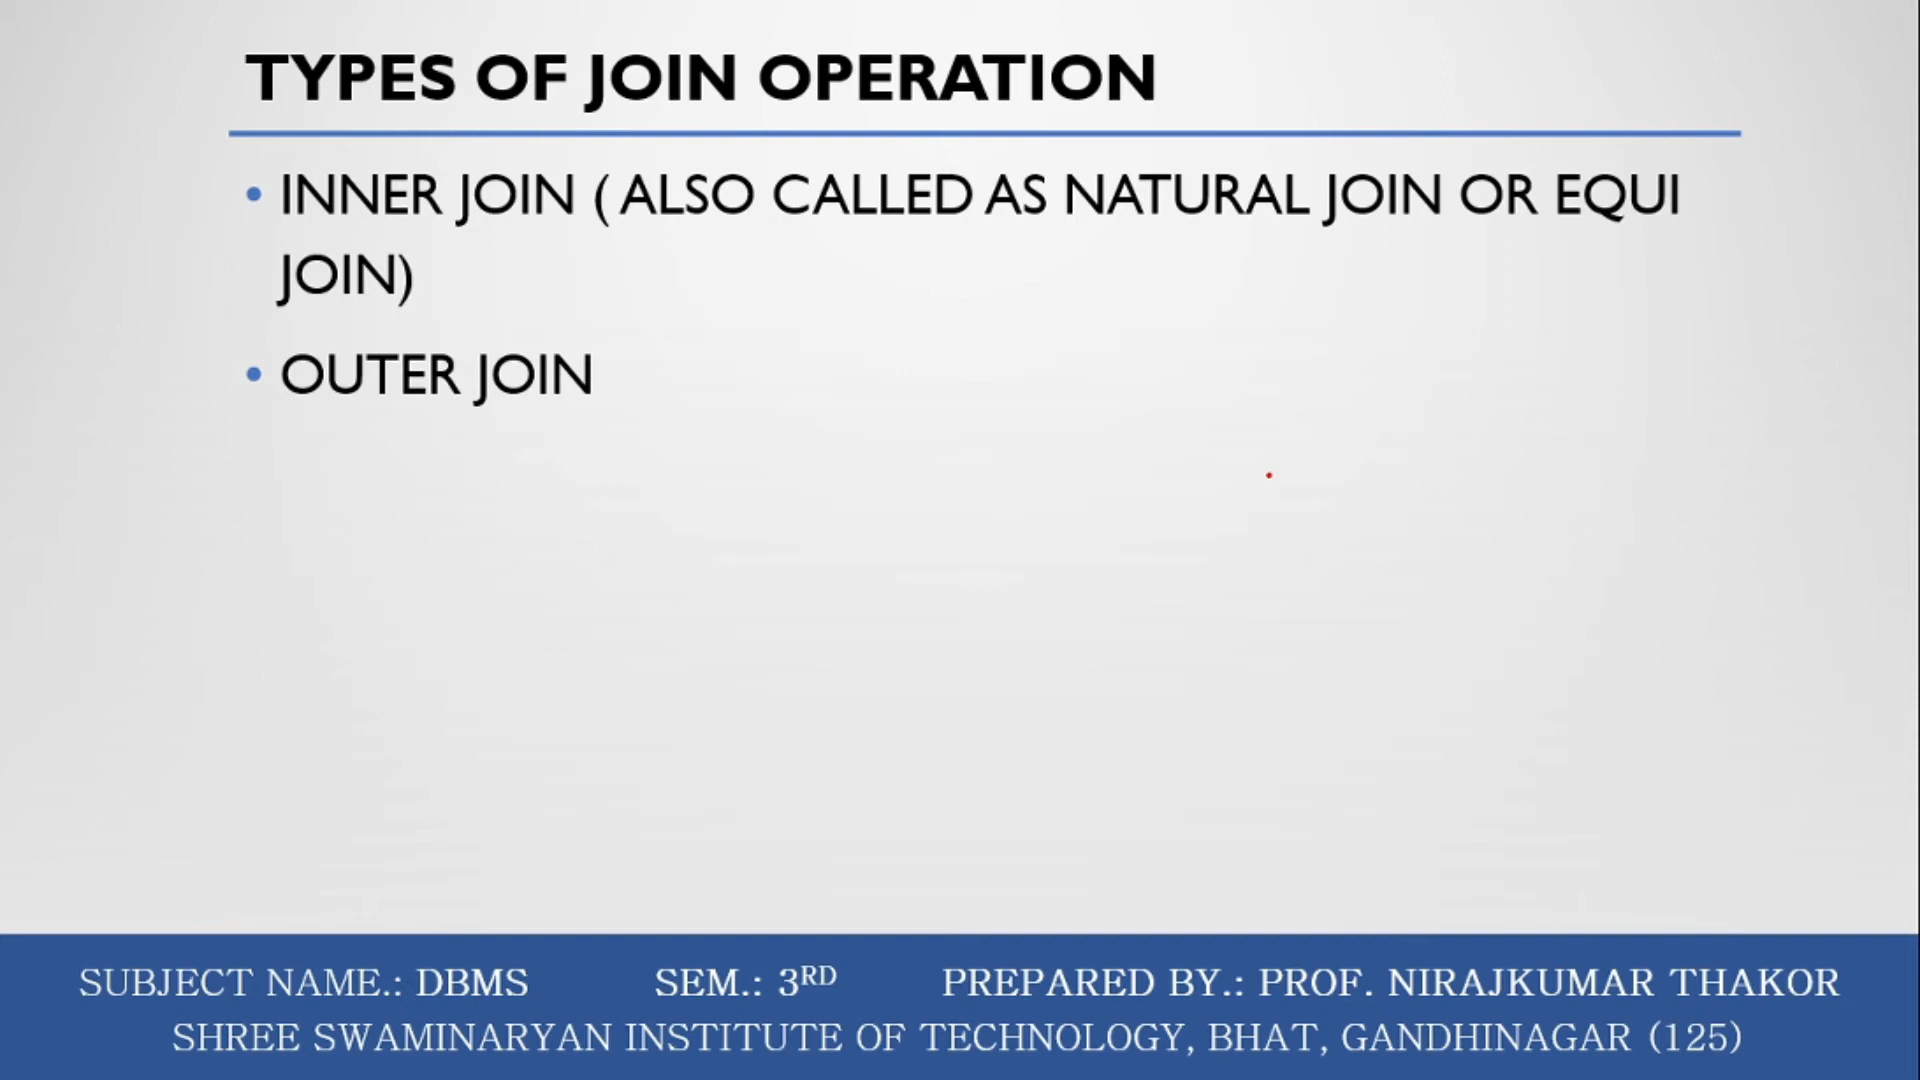 TYPES OF JOIN OPERATION
• INNER JOIN ( ALSO CALLED AS NATURAL JOIN OR EQUI
JOIN)
• OUTER JOIN
SUBJECT NAME.: DBMS SEM.: 3RD PREPARED BY.: PROF. NIRAJKUMAR THAKOR
SHREE SWAMINARYAN INSTITUTE OF TECHNOLOGY, BHAT, GANDHINAGAR (125)